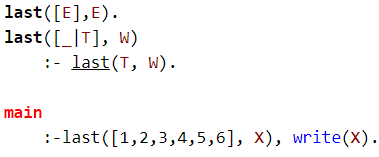 last([E],E).
last([_|T], W)
:- last(T, W).
main
:-last([1,2,3,4,5,6], X), write(X).